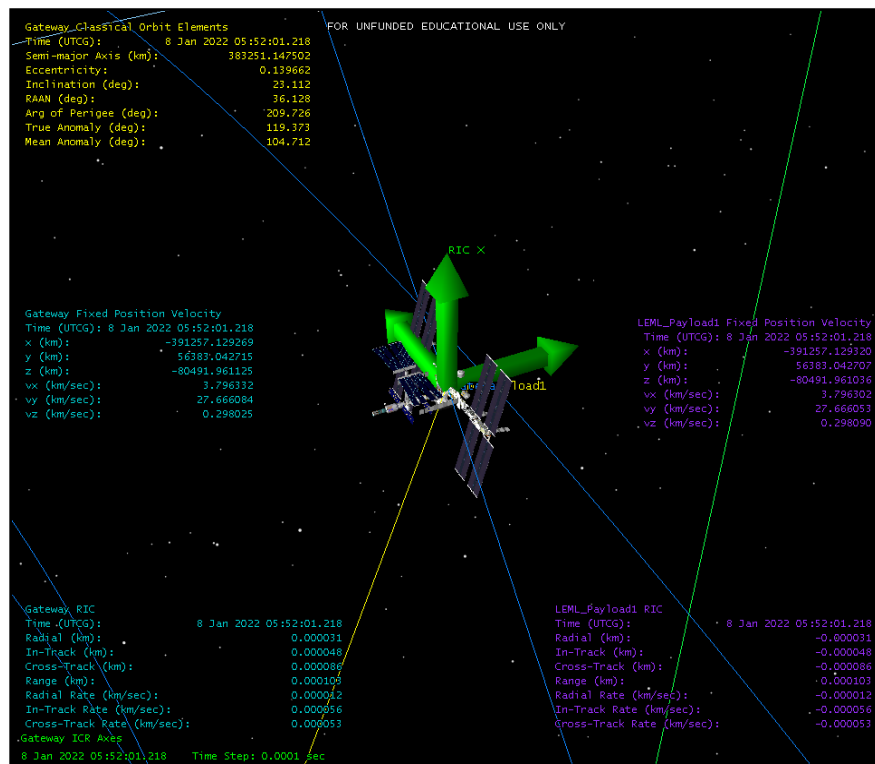 Gateway Classical Orbit Elements
FOR UNFUNDED EDUCATIONAL USE ONLY
Time (UTCG): 8 Jan 2022 05:52:01.218
Semi-major Axis (km): 383251.147502
Eccentricity: 0.139662
Inclination (deg): 23.112
RAAN (deg): 36.128
Arg of Perigee (deg): 209.726
True Anomaly (deg): 119.373
Mean Anomaly (deg): 104.712
RIC X
Gateway Fixed Position Velocity
Time (UTCG): 8 Jan 2022 05:52:01.218
x (km): -391257.129269
y (km): 56383.042715
z (km): -80491.961125
vx (km/sec): 3.796332
vy (km/sec): 27.666084
vz (km/sec): 0.298025
LEML_Payload1 Fixed Position Velocity
Time (UTCG): 8 Jan 2022 05:52:01.218
x (km): -391257.129320
y (km): 56383.042707
z (km): -80491.961036
vx (km/sec): 3.796302
vy (km/sec): 27.666053
vz (km/sec): 0.298090
Gateway RIC
Time (UTCG): 8 Jan 2022 05:52:01.218
Radial (km): 0.000031
In-Track (km): 0.000048
Cross-Track (km): 0.000086
Range (km): 0.000103
Radial Rate (km/sec): 0.000012
In-Track Rate (km/sec): 0.000056
Cross-Track Rate (km/sec): 0.000053
LEML_Payload1 RIC
Time (UTCG): 8 Jan 2022 05:52:01.218
Radial (km): -0.000031
In-Track (km): -0.000048
Cross-Track (km): -0.000086
Range (km): 0.000103
Radial Rate (km/sec): -0.000012
In-Track Rate (km/sec): -0.000056
Cross-Track Rate (km/sec): -0.000053
Gateway ICR Axes
8 Jan 2022 05:52:01.218 Time Step: 0.0001 sec